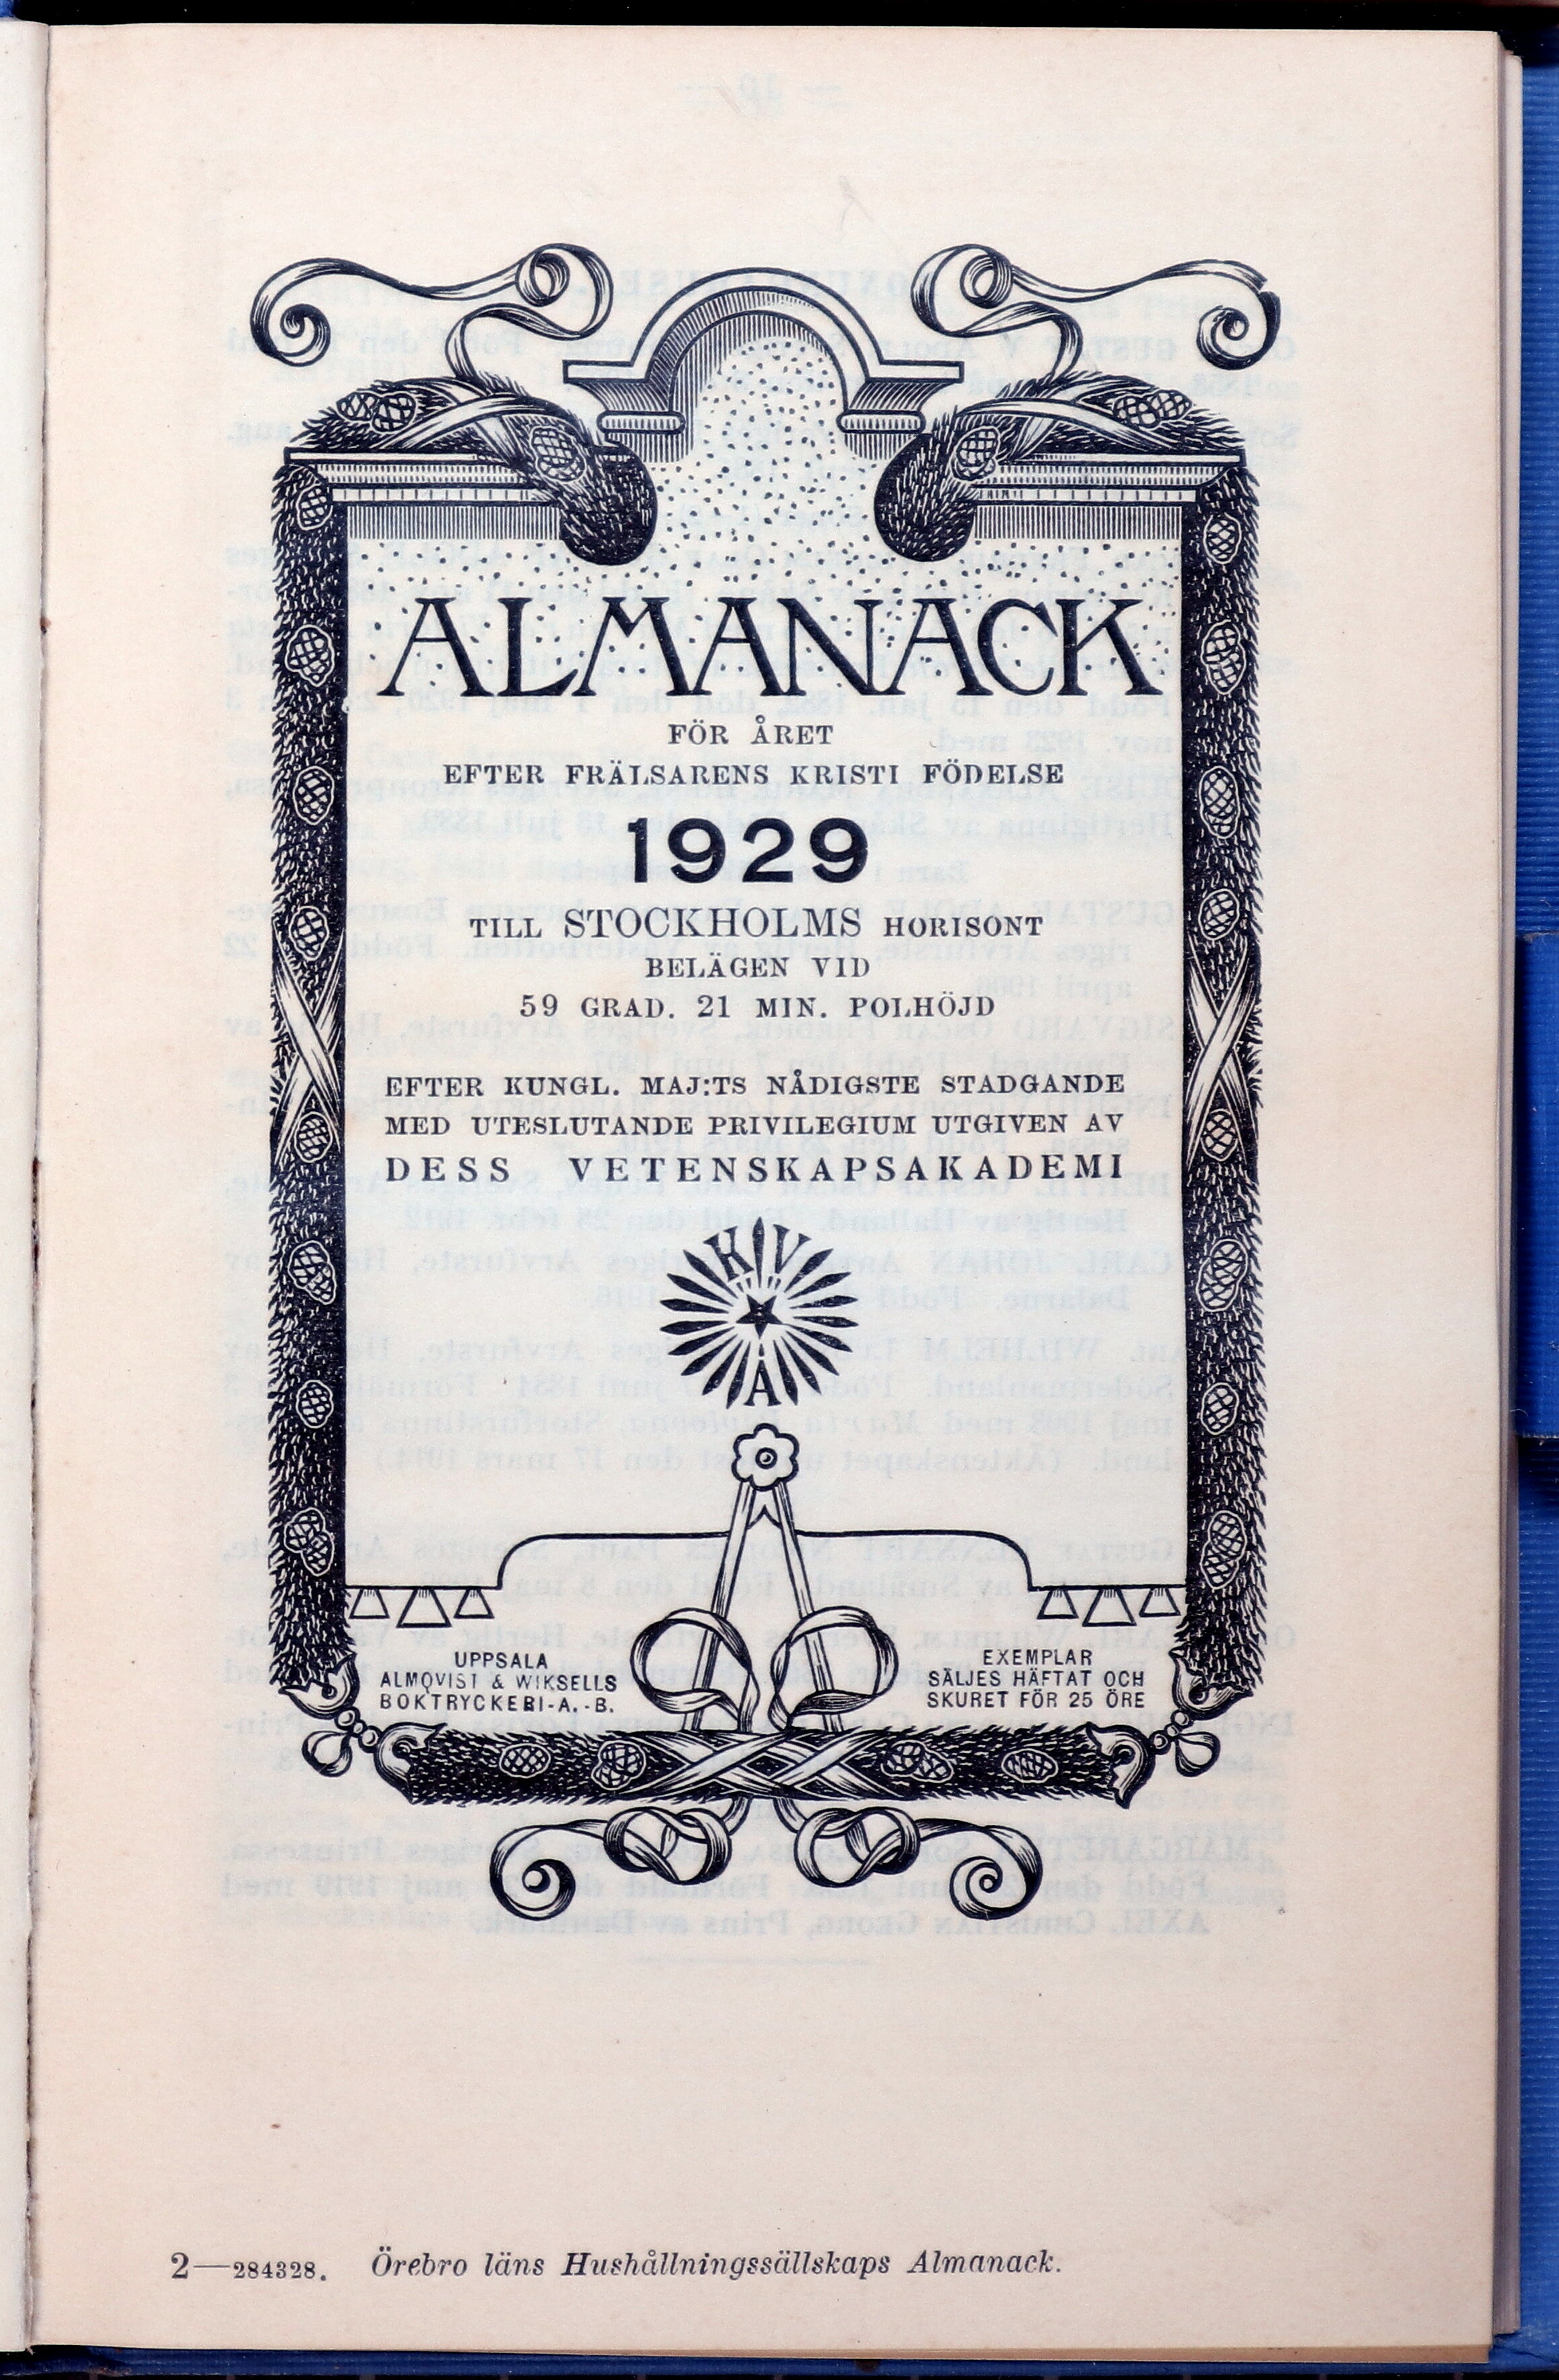 ALMANACK
FÖR ÅRET
EFTER FRÄLSARENS KRISTI FÖDELSE
1929
TILL STOCKHOLMS HORISONT
BELÄGEN VID
59 GRAD. 21 MIN. POLHÖJD
EFTER KUNGL. MAJ:TS NÅDIGSTE STADGANDE
MED UTESLUTANDE PRIVILEGIUM UTGIVEN AV
DESS VETENSKAPSAKADEMI
K V
A
UPPSALA
ALMQVIST & WIKSELLS
BOKTRYCKERI-A.-B.
EXEMPLAR
SÄLJES HÄFTAT OCH
SKURET FÖR 25 ÖRE
2—284328. Örebro läns Hushållningssällskaps Almanack.